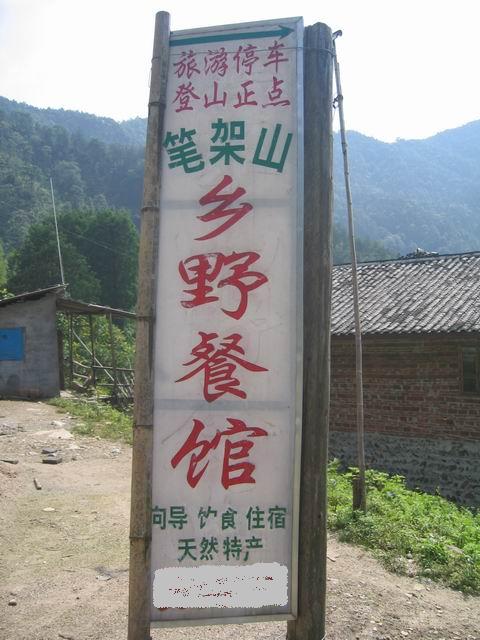 旅游停车
登山正点
笔架山
乡野餐馆
向导 饮食 住宿
天然特产